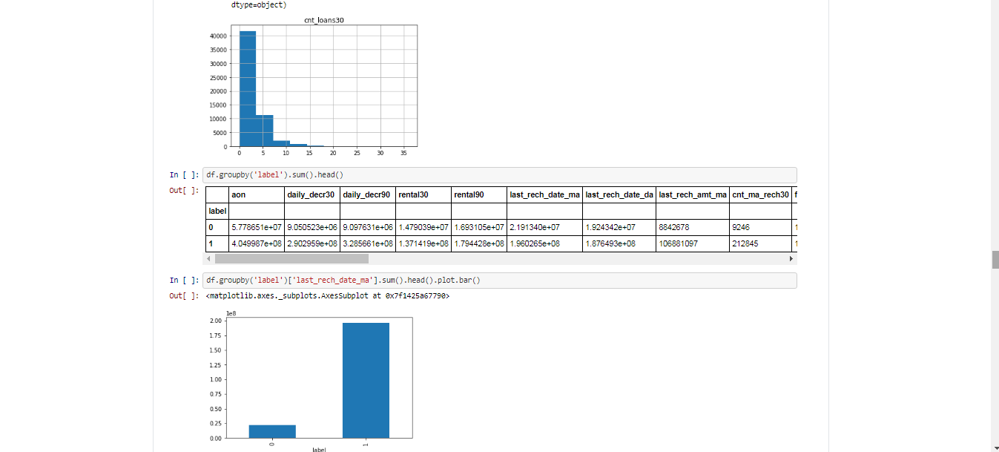 dtype=object)
cnt_loans30
40000
35000
30000
25000
20000
15000
10000
5000
0
0 5 10 15 20 25 30 35
In [ ]: df.groupby('label').sum().head()
Out[ ]:
aon daily_decr30 daily_decr90 rental30 rental90 last_rech_date_ma last_rech_date_da last_rech_amt_ma cnt_ma_rech30 f
label
0 5.778651e+07 9.050523e+06 9.097631e+06 1.479039e+07 1.693105e+07 2.191340e+07 1.924342e+07 8842678 9246 1
1 4.049987e+08 2.902959e+08 3.285661e+08 1.371419e+08 1.794428e+08 1.960265e+08 1.876493e+08 106881097 212845 1
In [ ]: df.groupby('label')['last_rech_date_ma'].sum().head().plot.bar()
Out[ ]: <matplotlib.axes._subplots.AxesSubplot at 0x7f1425a67790>
1e8
2.00
1.75
1.50
1.25
1.00
0.75
0.50
0.25
0.00
0 1
label